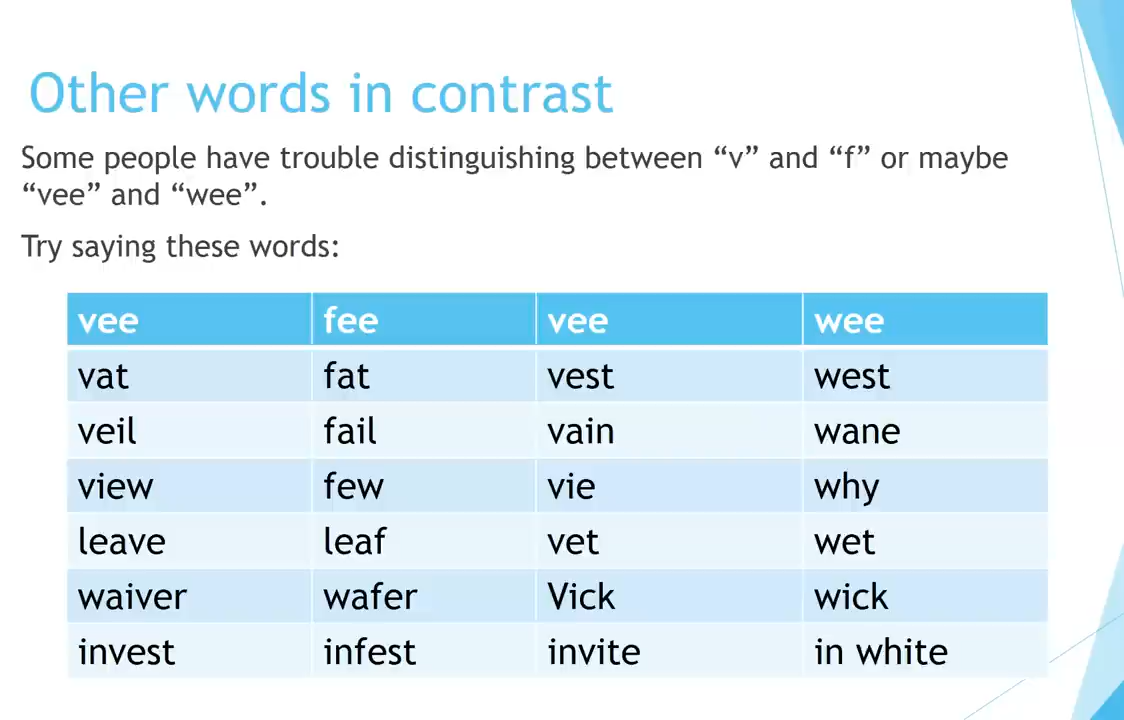 Other words in contrast
Some people have trouble distinguishing between “v” and “f” or maybe
“vee” and “wee”.
Try saying these words:
vee fee vee wee
vat fat vest west
veil fail vain wane
view few vie why
leave leaf vet wet
waiver wafer Vick wick
invest infest invite in white